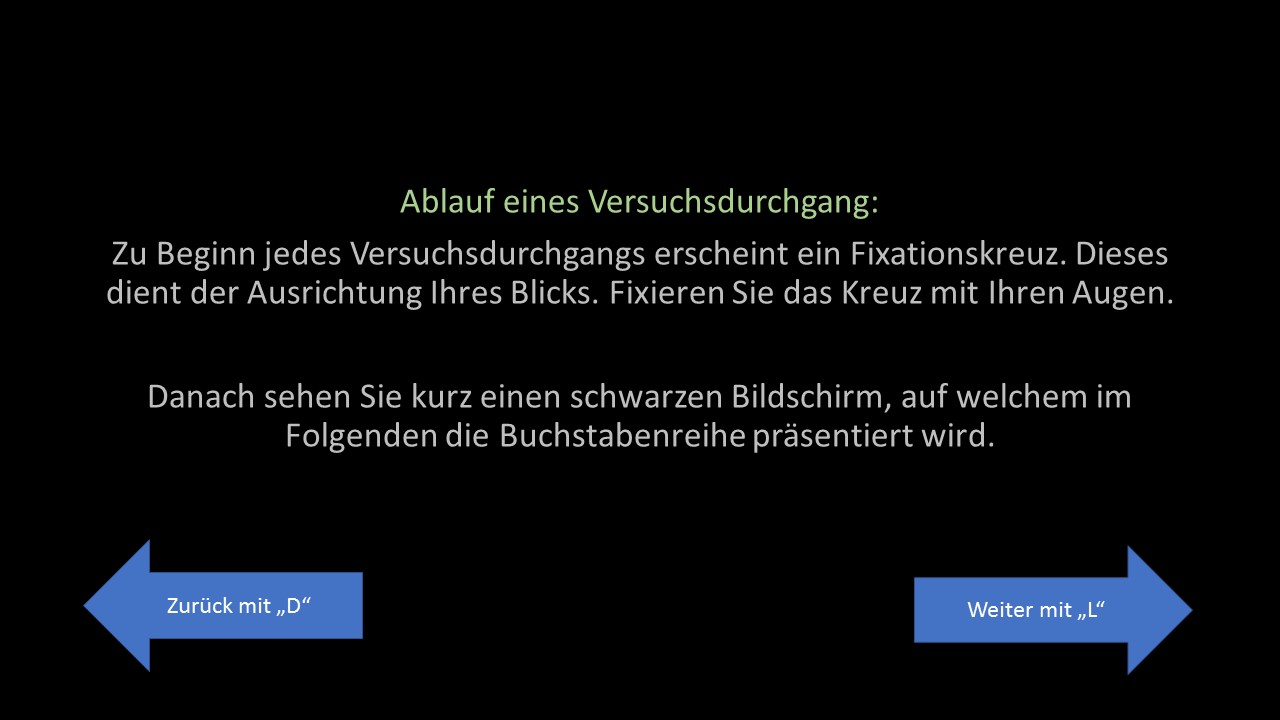 Ablauf eines Versuchsdurchgang:
Zu Beginn jedes Versuchsdurchgangs erscheint ein Fixationskreuz. Dieses
dient der Ausrichtung Ihres Blicks. Fixieren Sie das Kreuz mit Ihren Augen.
Danach sehen Sie kurz einen schwarzen Bildschirm, auf welchem im
Folgenden die Buchstabenreihe präsentiert wird.
Zurück mit „D“
Weiter mit „L“